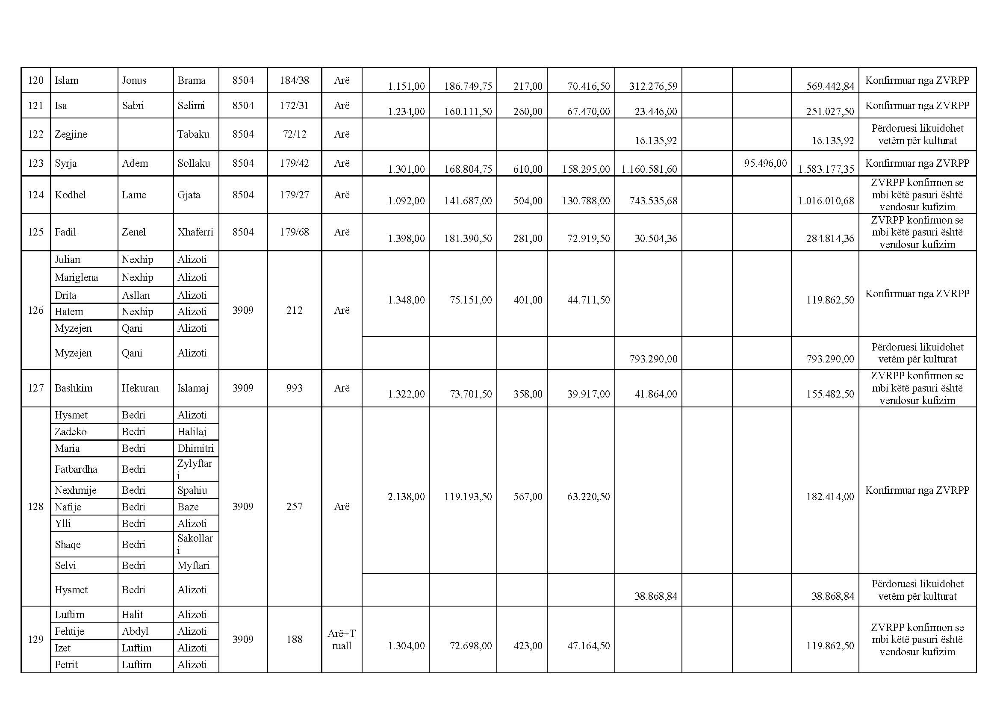 120 Islam Jonus Brama 8504 184/38 Arë 1.151,00 186.749,75 217,00 70.416,50 312.276,59 569.442,84 Konfirmuar nga ZVRPP
121 Isa Sabri Selimi 8504 172/31 Arë 1.234,00 160.111,50 260,00 67.470,00 23.446,00 251.027,50 Konfirmuar nga ZVRPP
122 Zegjine Tabaku 8504 72/12 Arë 16.135,92 16.135,92 Përdoruesi likuidohet
vetëm për kulturat
123 Syrja Adem Sollaku 8504 179/42 Arë 1.301,00 168.804,75 610,00 158.295,00 1.160.581,60 95.496,00 1.583.177,35 Konfirmuar nga ZVRPP
124 Kodhel Lame Gjata 8504 179/27 Arë 1.092,00 141.687,00 504,00 130.788,00 743.535,68 1.016.010,68 ZVRPP konfirmon se
mbi këtë pasuri është
vendosur kufizim
125 Fadil Zenel Xhaferri 8504 179/68 Arë 1.398,00 181.390,50 281,00 72.919,50 30.504,36 284.814,36 ZVRPP konfirmon se
mbi këtë pasuri është
vendosur kufizim
126 Julian Nexhip Alizoti 3909 212 Arë 1.348,00 75.151,00 401,00 44.711,50 119.862,50 Konfirmuar nga ZVRPP
Mariglena Nexhip Alizoti
Drita Asllan Alizoti
Hatem Nexhip Alizoti
Myzejen Qani Alizoti
Myzejen Qani Alizoti 793.290,00 793.290,00 Përdoruesi likuidohet
vetëm për kulturat
127 Bashkim Hekuran Islamaj 3909 993 Arë 1.322,00 73.701,50 358,00 39.917,00 41.864,00 155.482,50 ZVRPP konfirmon se
mbi këtë pasuri është
vendosur kufizim
128 Hysmet Bedri Alizoti 3909 257 Arë 2.138,00 119.193,50 567,00 63.220,50 182.414,00 Konfirmuar nga ZVRPP
Zadeko Bedri Halilaj
Maria Bedri Dhimitri
Fatbardha Bedri Zylyftar
i
Nexhmije Bedri Spahiu
Nafije Bedri Baze
Ylli Bedri Alizoti
Shaqe Bedri Sakollar
i
Selvi Bedri Myftari
Hysmet Bedri Alizoti 38.868,84 38.868,84 Përdoruesi likuidohet
vetëm për kulturat
129 Luftim Halit Alizoti 3909 188 Arë+T
ruall 1.304,00 72.698,00 423,00 47.164,50 119.862,50 ZVRPP konfirmon se
mbi këtë pasuri është
vendosur kufizim
Fehtije Abdyl Alizoti
Izet Luftim Alizoti
Petrit Luftim Alizoti